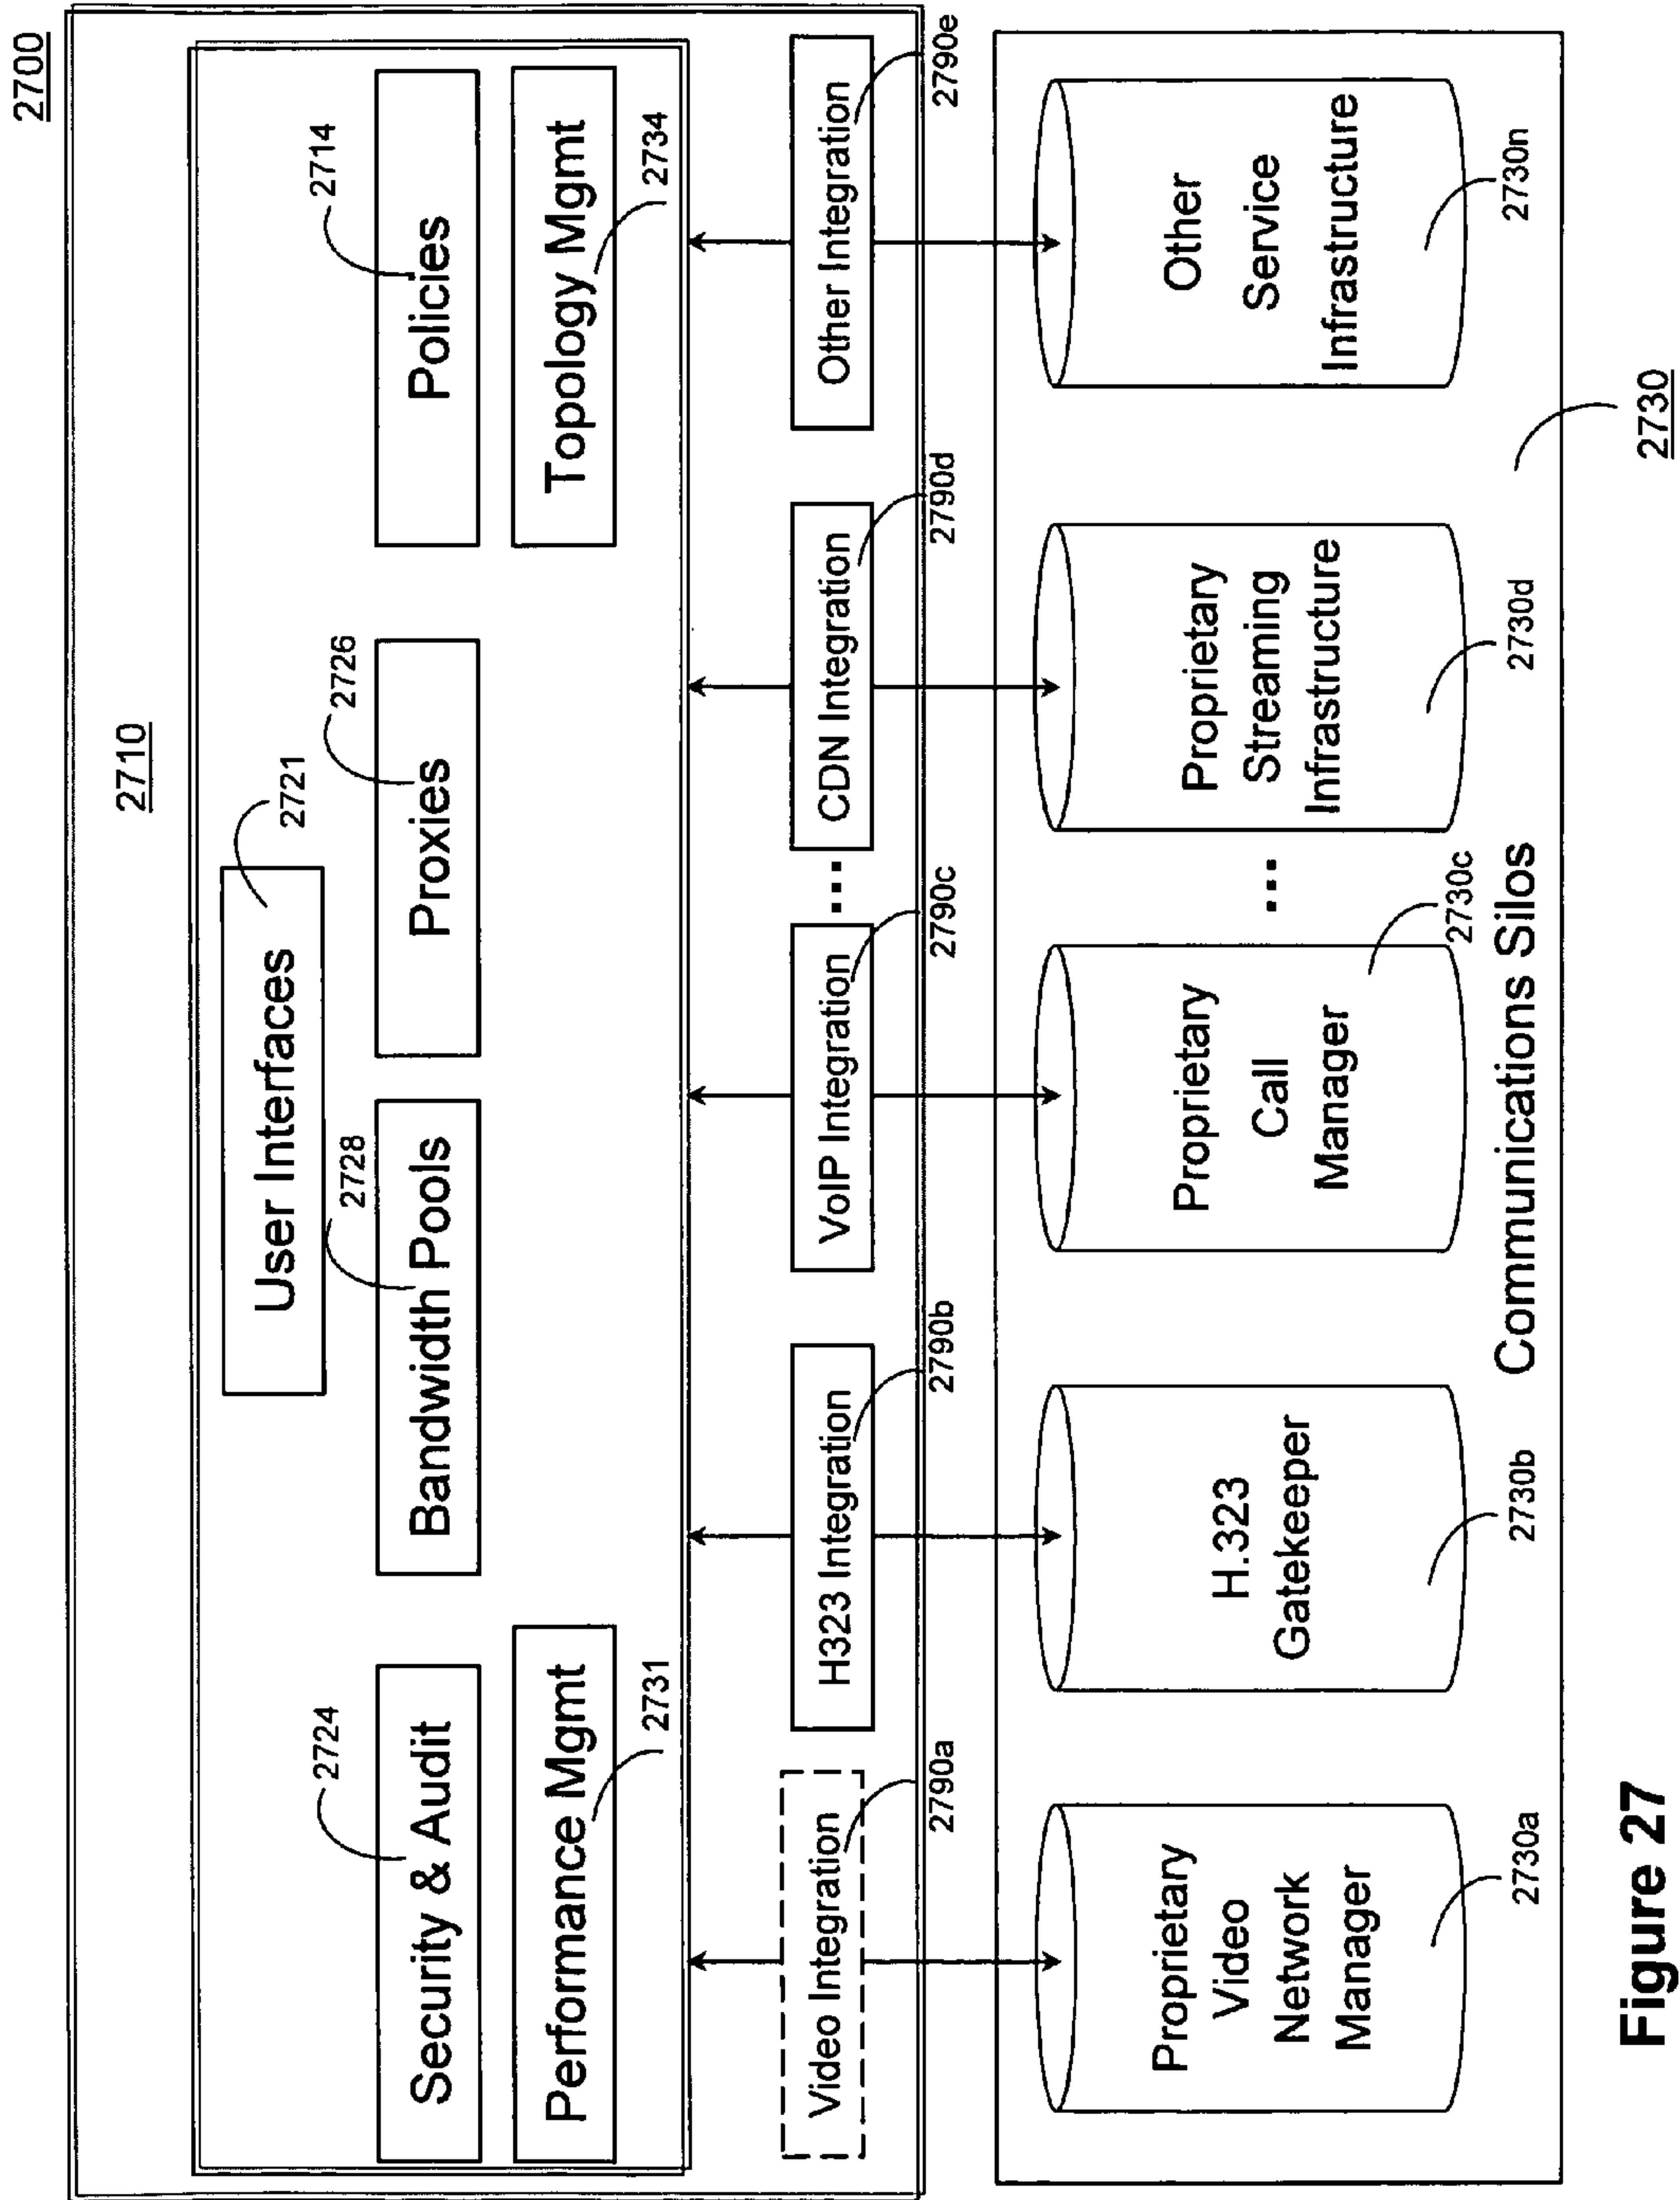 2700
2710
User Interfaces
2721
2724
2728
2726
2714
Security & Audit
Bandwidth Pools
Proxies
Policies
Performance Mgmt
Topology Mgmt
2731
2734
Video Integration
H323 Integration
VoIP Integration
...
CDN Integration
Other Integration
2790a
2790b
2790c
2790d
2790e
Proprietary
Video
Network
Manager
H.323
Gatekeeper
Proprietary
Call
Manager
...
Proprietary
Streaming
Infrastructure
Other
Service
Infrastructure
2730a
2730b
2730c
2730d
2730n
Communications Silos
2730
Figure 27